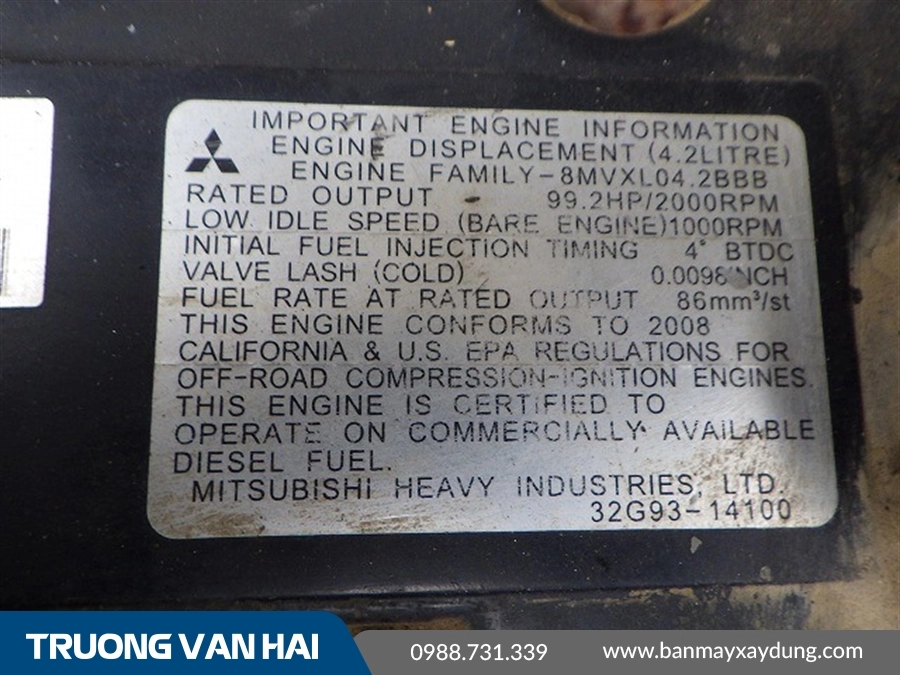 IMPORTANT ENGINE INFORMATION
ENGINE DISPLACEMENT (4.2LITRE)
ENGINE FAMILY-8MVXL04.2BBB
RATED OUTPUT 99.2HP/2000RPM
LOW IDLE SPEED (BARE ENGINE)1000RPM
INITIAL FUEL INJECTION TIMING 4° BTDC
VALVE LASH (COLD) 0.0098INCH
FUEL RATE AT RATED OUTPUT 86mm³/st
THIS ENGINE CONFORMS TO 2008
CALIFORNIA & U.S. EPA REGULATIONS FOR
OFF-ROAD COMPRESSION-IGNITION ENGINES.
THIS ENGINE IS CERTIFIED TO
OPERATE ON COMMERCIALLY AVAILABLE
DIESEL FUEL.
MITSUBISHI HEAVY INDUSTRIES, LTD.
32G93-14100
TRUONG VAN HAI
0988.731.339
www.banmayxaydung.com